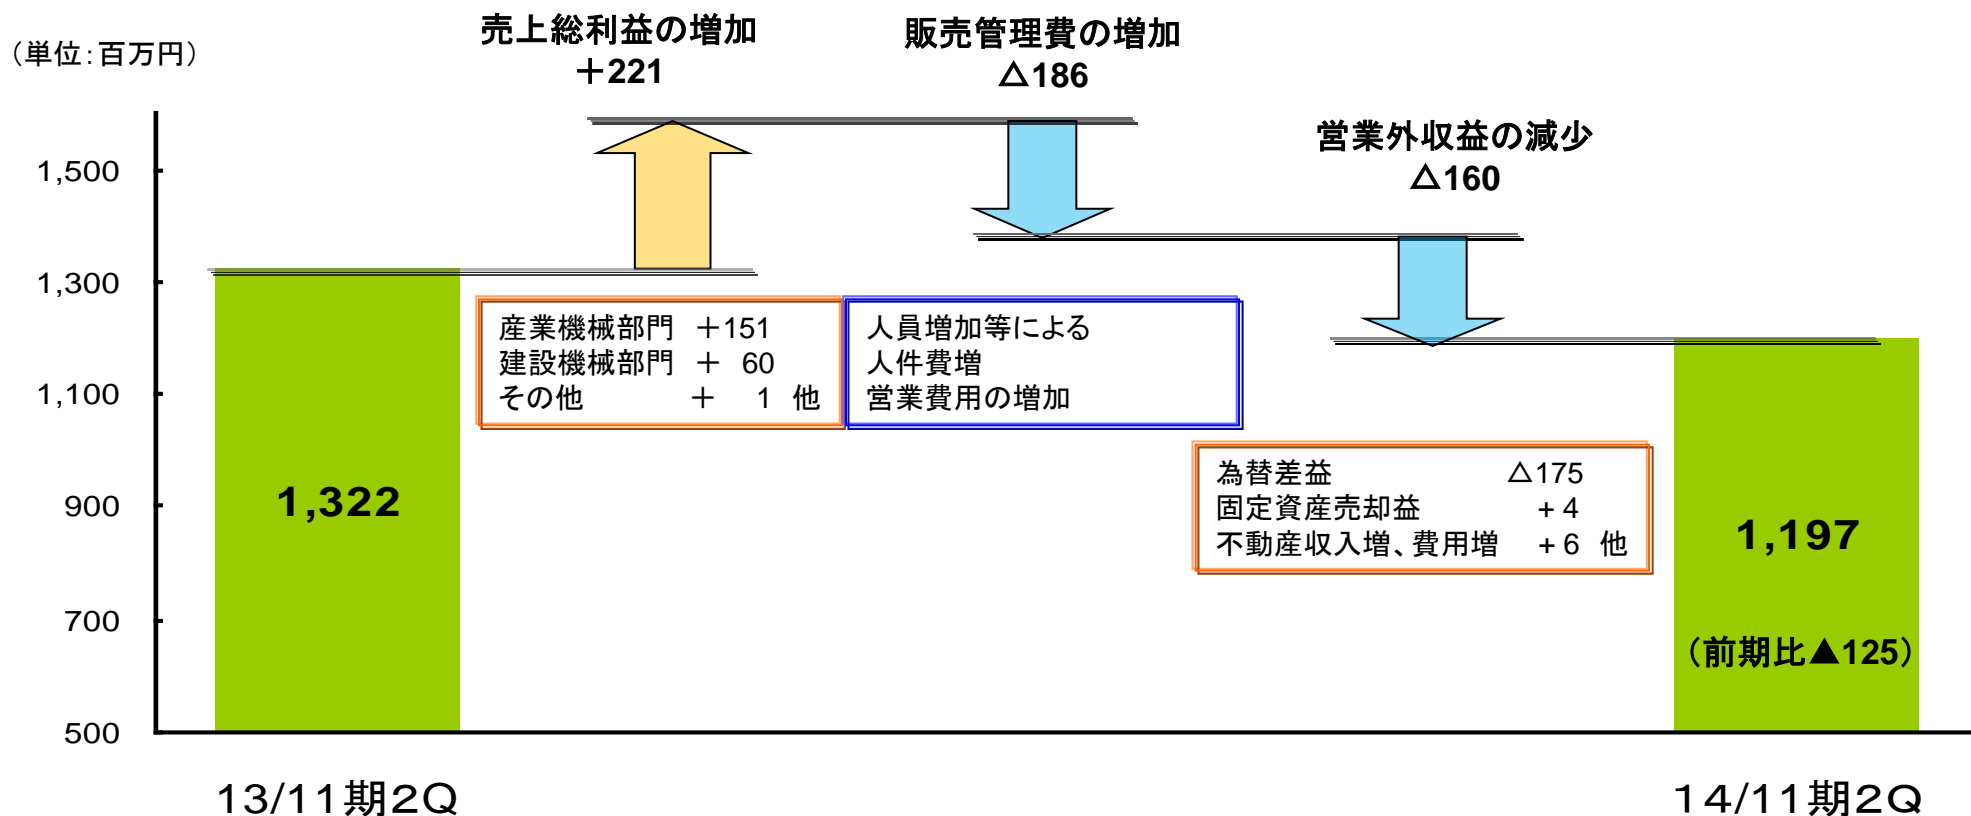 （単位：百万円）
売上総利益の増加
＋221
販売管理費の増加
△186
営業外収益の減少
△160
1,500
1,300
1,100
900
700
500
産業機械部門 ＋151
建設機械部門 ＋ 60
その他 ＋ 1 他
人員増加等による
人件費増
営業費用の増加
為替差益 △175
固定資産売却益 + 4
不動産収入増、費用増 + 6 他
1,322
1,197
（前期比▲125）
13/11期2Q
14/11期2Q